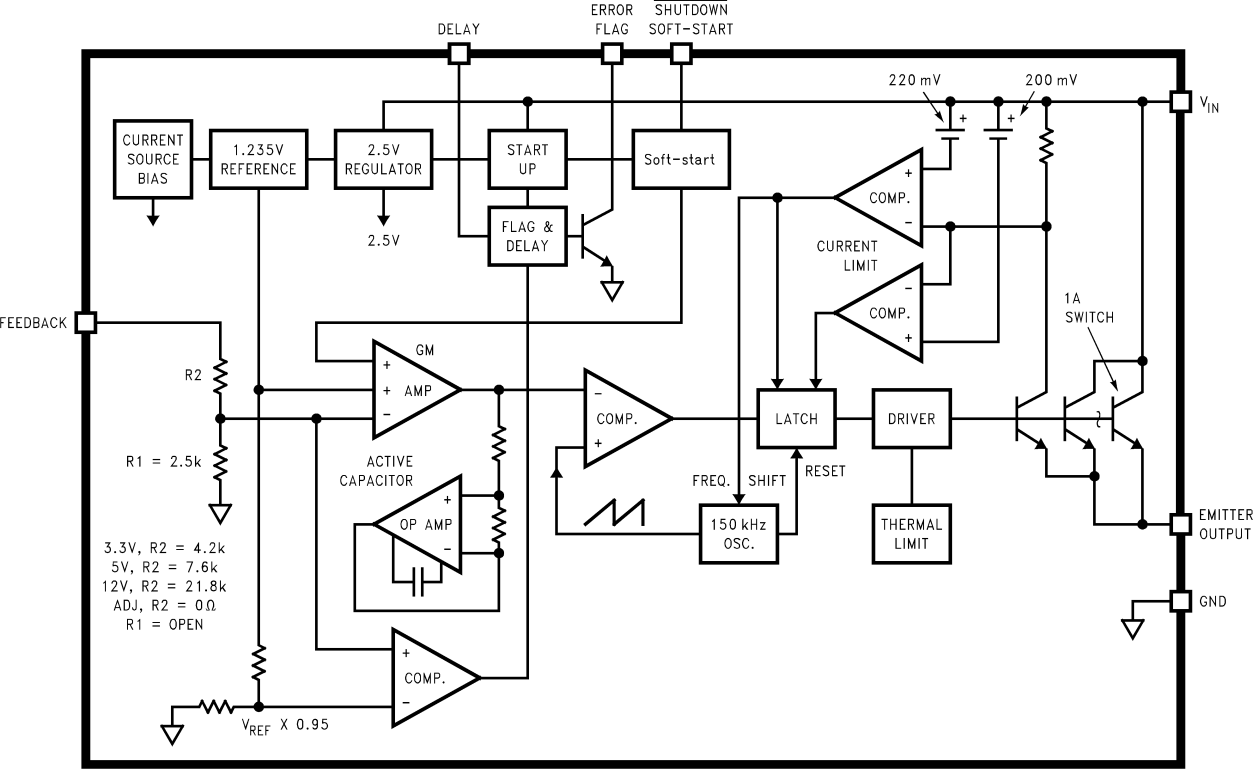 DELAY
ERROR
FLAG
SHUTDOWN
SOFT-START
220 mV
200 mV
+
+
VIN
CURRENT
SOURCE
BIAS
1.235V
REFERENCE
2.5V
REGULATOR
START
UP
Soft-start
+
COMP.
−
2.5V
FLAG &
DELAY
CURRENT
LIMIT
−
COMP.
+
1A
SWITCH
FEEDBACK
GM
R2
+
+ AMP
−
−
COMP.
+
LATCH
DRIVER
R1 = 2.5k
ACTIVE
CAPACITOR
FREQ. SHIFT
RESET
+
OP AMP
−
150 kHz
OSC.
THERMAL
LIMIT
EMITTER
OUTPUT
3.3V, R2 = 4.2k
5V, R2 = 7.6k
12V, R2 = 21.8k
ADJ, R2 = 0Ω
R1 = OPEN
GND
+
COMP.
−
VREF X 0.95